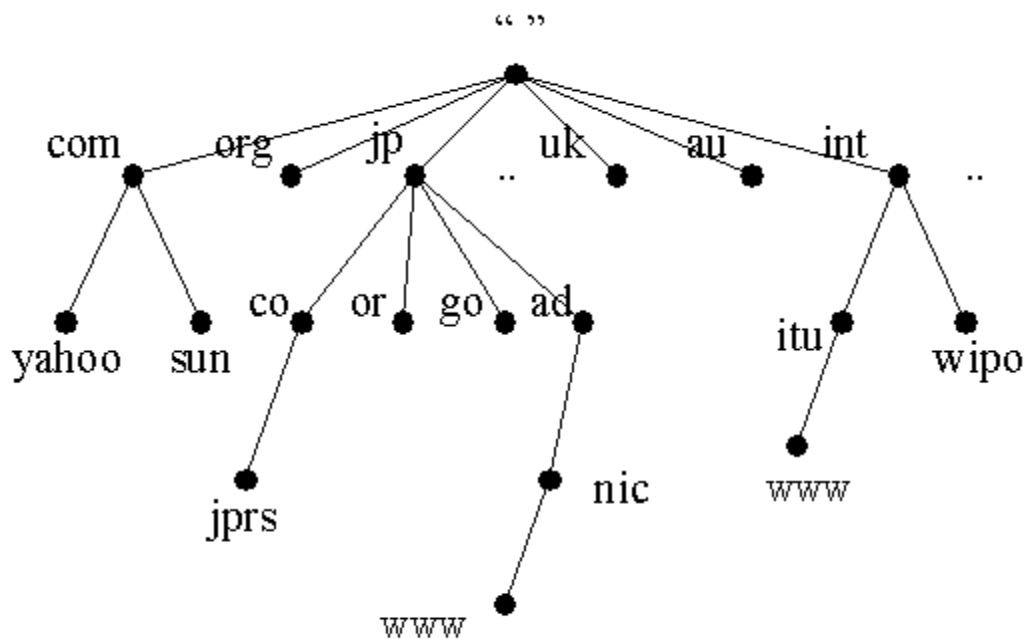 “ ”
com org jp .. uk au int ..
co or go ad itu
yahoo sun wipo
nic www
jprs
www